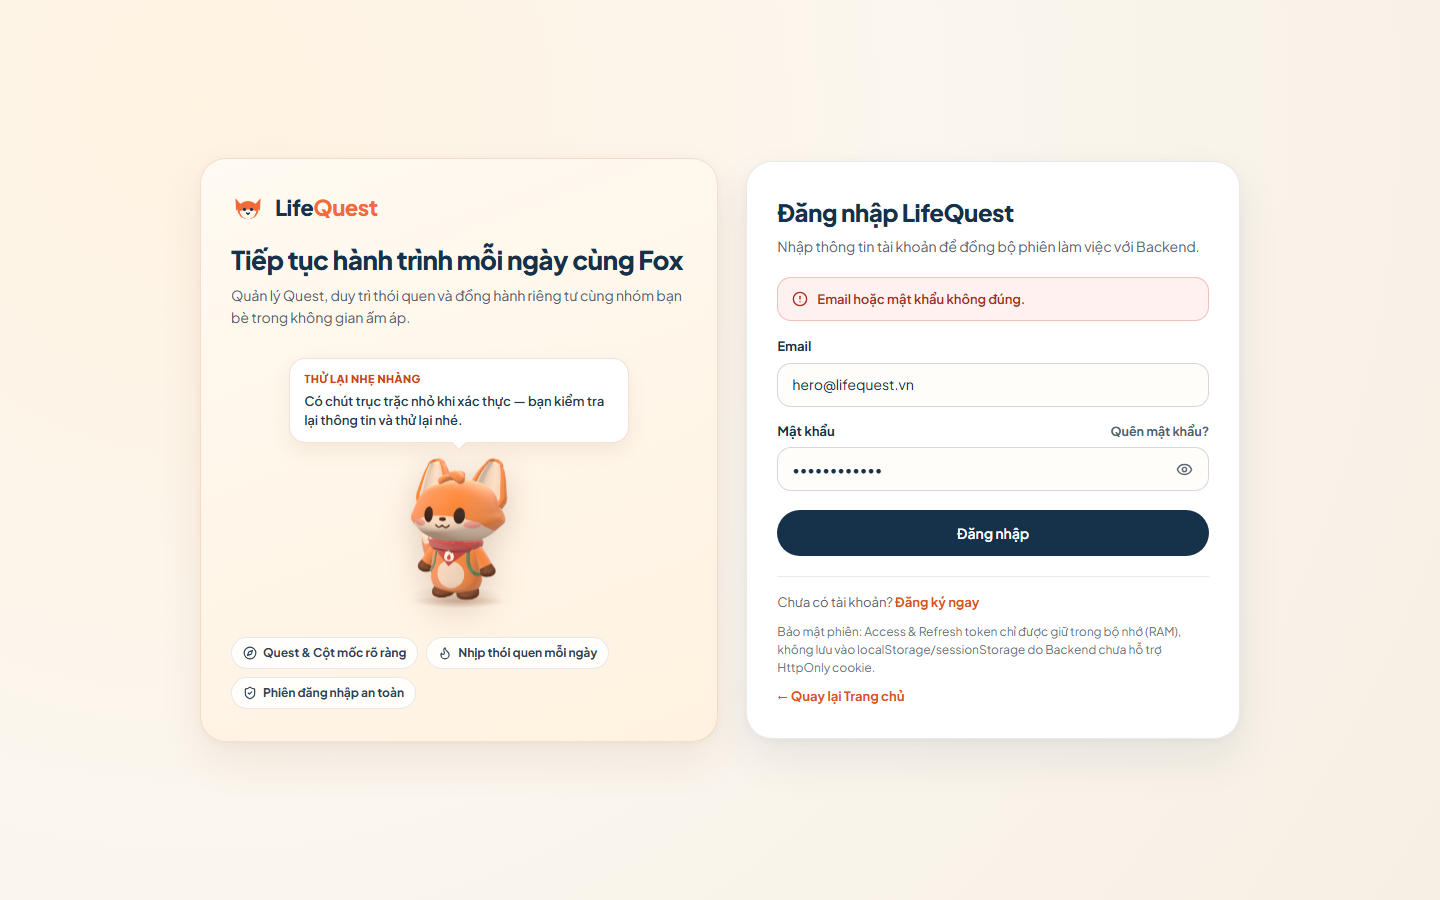 LifeQuest
Tiếp tục hành trình mỗi ngày cùng Fox
Quản lý Quest, duy trì thói quen và đồng hành riêng tư cùng nhóm bạn
bè trong không gian ấm áp.
THỬ LẠI NHẸ NHÀNG
Có chút trục trặc nhỏ khi xác thực — bạn kiểm tra
lại thông tin và thử lại nhé.
Quest & Cột mốc rõ ràng
Nhịp thói quen mỗi ngày
Phiên đăng nhập an toàn
Đăng nhập LifeQuest
Nhập thông tin tài khoản để đồng bộ phiên làm việc với Backend.
Email hoặc mật khẩu không đúng.
Email
hero@lifequest.vn
Mật khẩu
Quên mật khẩu?
••••••••••••
Đăng nhập
Chưa có tài khoản? Đăng ký ngay
Bảo mật phiên: Access & Refresh token chỉ được giữ trong bộ nhớ (RAM),
không lưu vào localStorage/sessionStorage do Backend chưa hỗ trợ
HttpOnly cookie.
← Quay lại Trang chủ